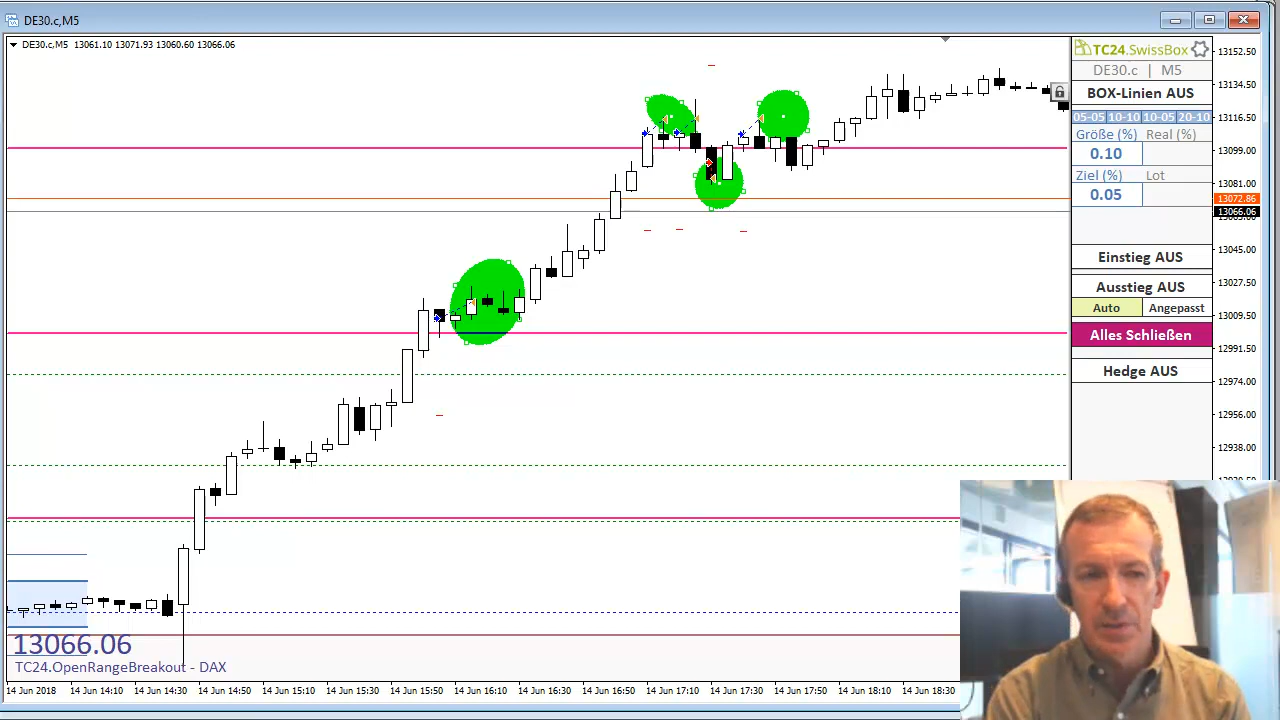 DE30.c,M5
DE30.c,M5 13061.10 13071.93 13060.60 13066.06
TC24.SwissBox
DE30.c | M5
BOX-Linien AUS
05-05 10-10 10-05 20-10
Größe (%) Real (%)
0.10
Ziel (%) Lot
0.05
Einstieg AUS
Ausstieg AUS
Auto Angepasst
Alles Schließen
Hedge AUS
13152.50
13134.50
13116.50
13099.00
13081.00
13072.86
13066.06
13045.00
13027.50
13009.50
12991.50
12974.00
12956.00
12938.00
13066.06
TC24.OpenRangeBreakout - DAX
14 Jun 2018 14 Jun 14:10 14 Jun 14:30 14 Jun 14:50 14 Jun 15:10 14 Jun 15:30 14 Jun 15:50 14 Jun 16:10 14 Jun 16:30 14 Jun 16:50 14 Jun 17:10 14 Jun 17:30 14 Jun 17:50 14 Jun 18:10 14 Jun 18:30